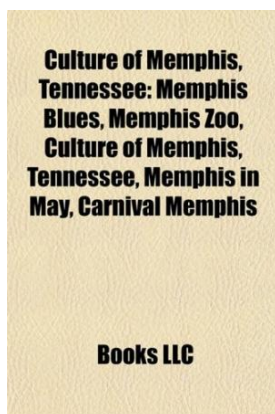 Culture of Memphis,
Tennessee: Memphis
Blues, Memphis Zoo,
Culture of Memphis,
Tennessee, Memphis in
May, Carnival Memphis
Books LLC